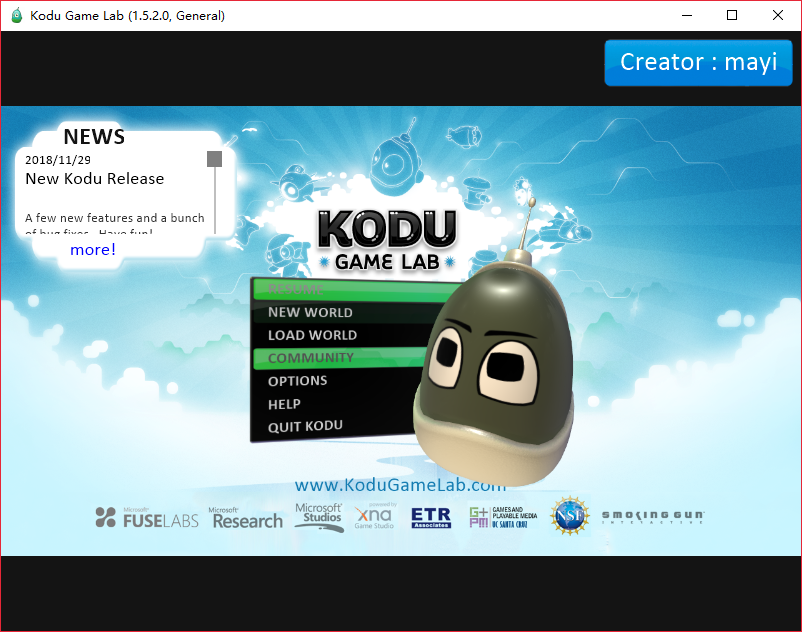 Kodu Game Lab (1.5.2.0, General)
Creator : mayi
NEWS
2018/11/29
New Kodu Release
A few new features and a bunch
of bug fixes. Have fun!
more!
KODU
GAME LAB
RESUME
NEW WORLD
LOAD WORLD
COMMUNITY
OPTIONS
HELP
QUIT KODU
www.KoduGameLab.com
Microsoft
FUSELABS
Microsoft
Research
Microsoft
Studios
powered by
xna
Game Studio
ETR
Associates
G+
PM
GAMES AND
PLAYABLE MEDIA
UC SANTA CRUZ
NSF
SMOKING GUN
INTERACTIVE